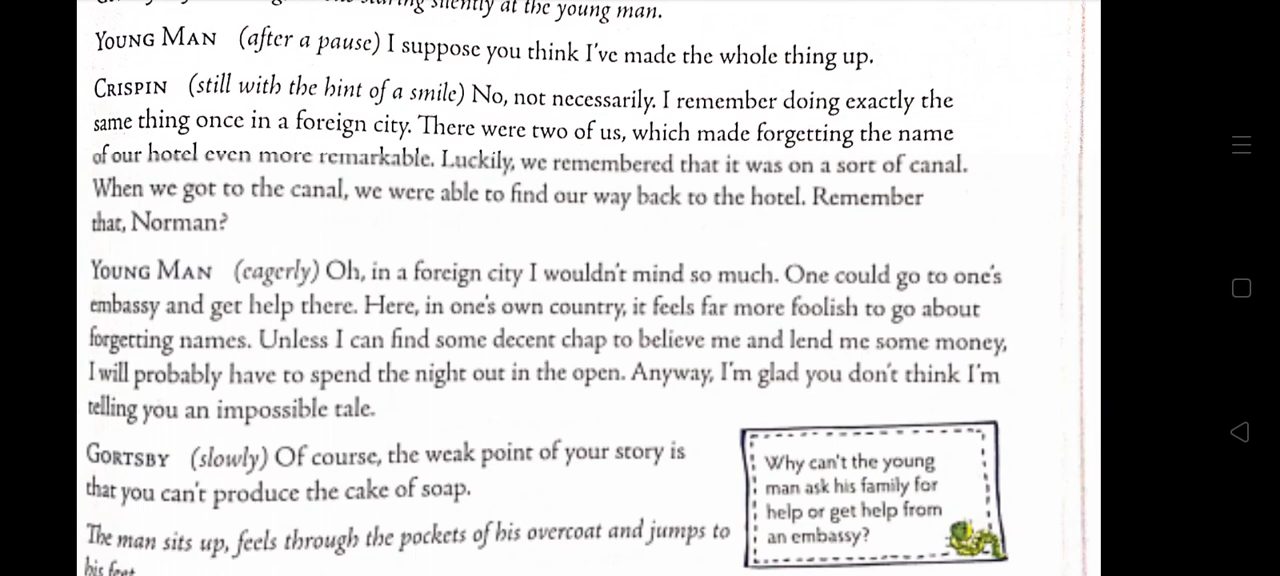 silently at the young man.
YOUNG MAN (after a pause) I suppose you think I've made the whole thing up.
CRISPIN (still with the hint of a smile) No, not necessarily. I remember doing exactly the
same thing once in a foreign city. There were two of us, which made forgetting the name
of our hotel even more remarkable. Luckily, we remembered that it was on a sort of canal.
When we got to the canal, we were able to find our way back to the hotel. Remember
that, Norman?
YOUNG MAN (eagerly) Oh, in a foreign city I wouldn't mind so much. One could go to one's
embassy and get help there. Here, in one's own country, it feels far more foolish to go about
forgetting names. Unless I can find some decent chap to believe me and lend me some money,
I will probably have to spend the night out in the open. Anyway, I'm glad you don't think I'm
telling you an impossible tale.
GORTSBY (slowly) Of course, the weak point of your story is
that you can't produce the cake of soap.
The man sits up, feels through the pockets of his overcoat and jumps to
his feet
Why can't the young
man ask his family for
help or get help from
an embassy?